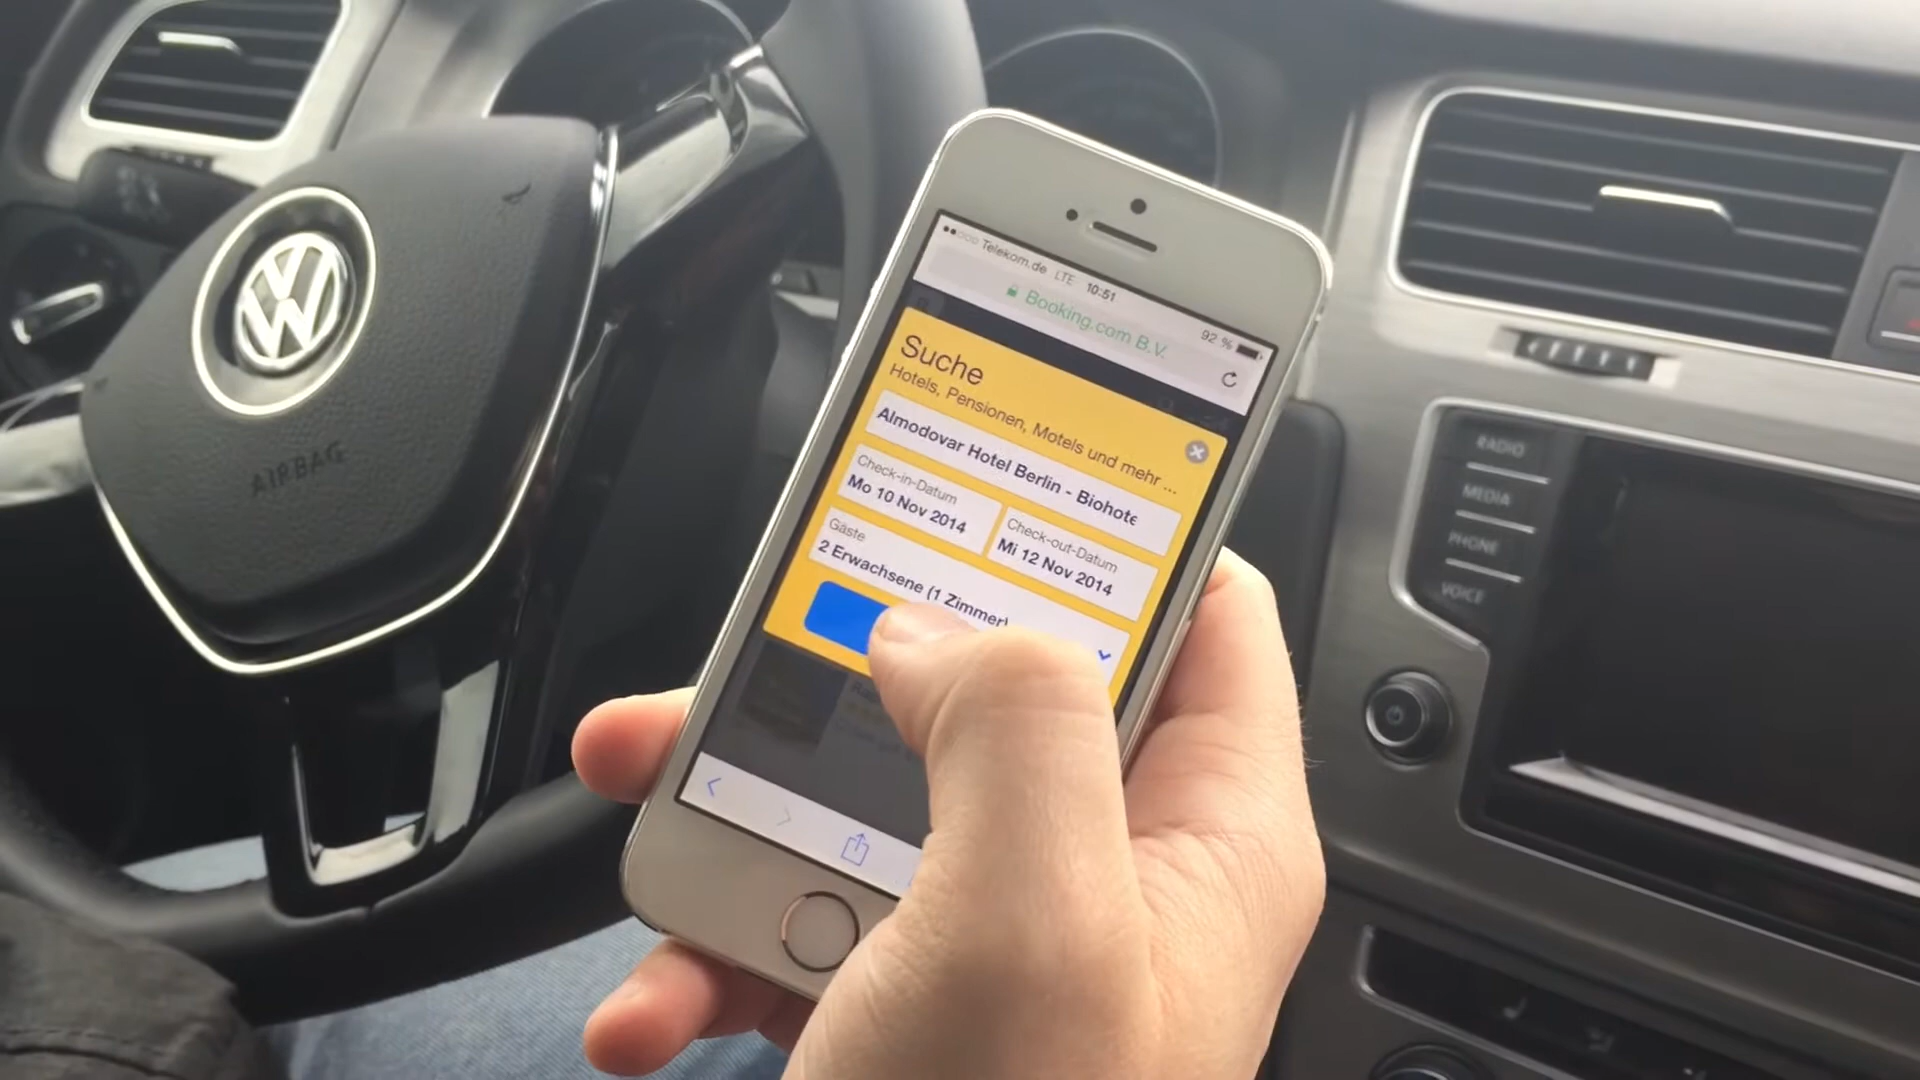 AIRBAG
Telekom.de LTE 10:51 92 %
Booking.com B.V.
Suche
Hotels, Pensionen, Motels und mehr ...
Almodovar Hotel Berlin - Biohote
Check-in-Datum
Mo 10 Nov 2014
Check-out-Datum
Mi 12 Nov 2014
Gäste
2 Erwachsene (1 Zimmer)
RADIO
MEDIA
PHONE
VOICE